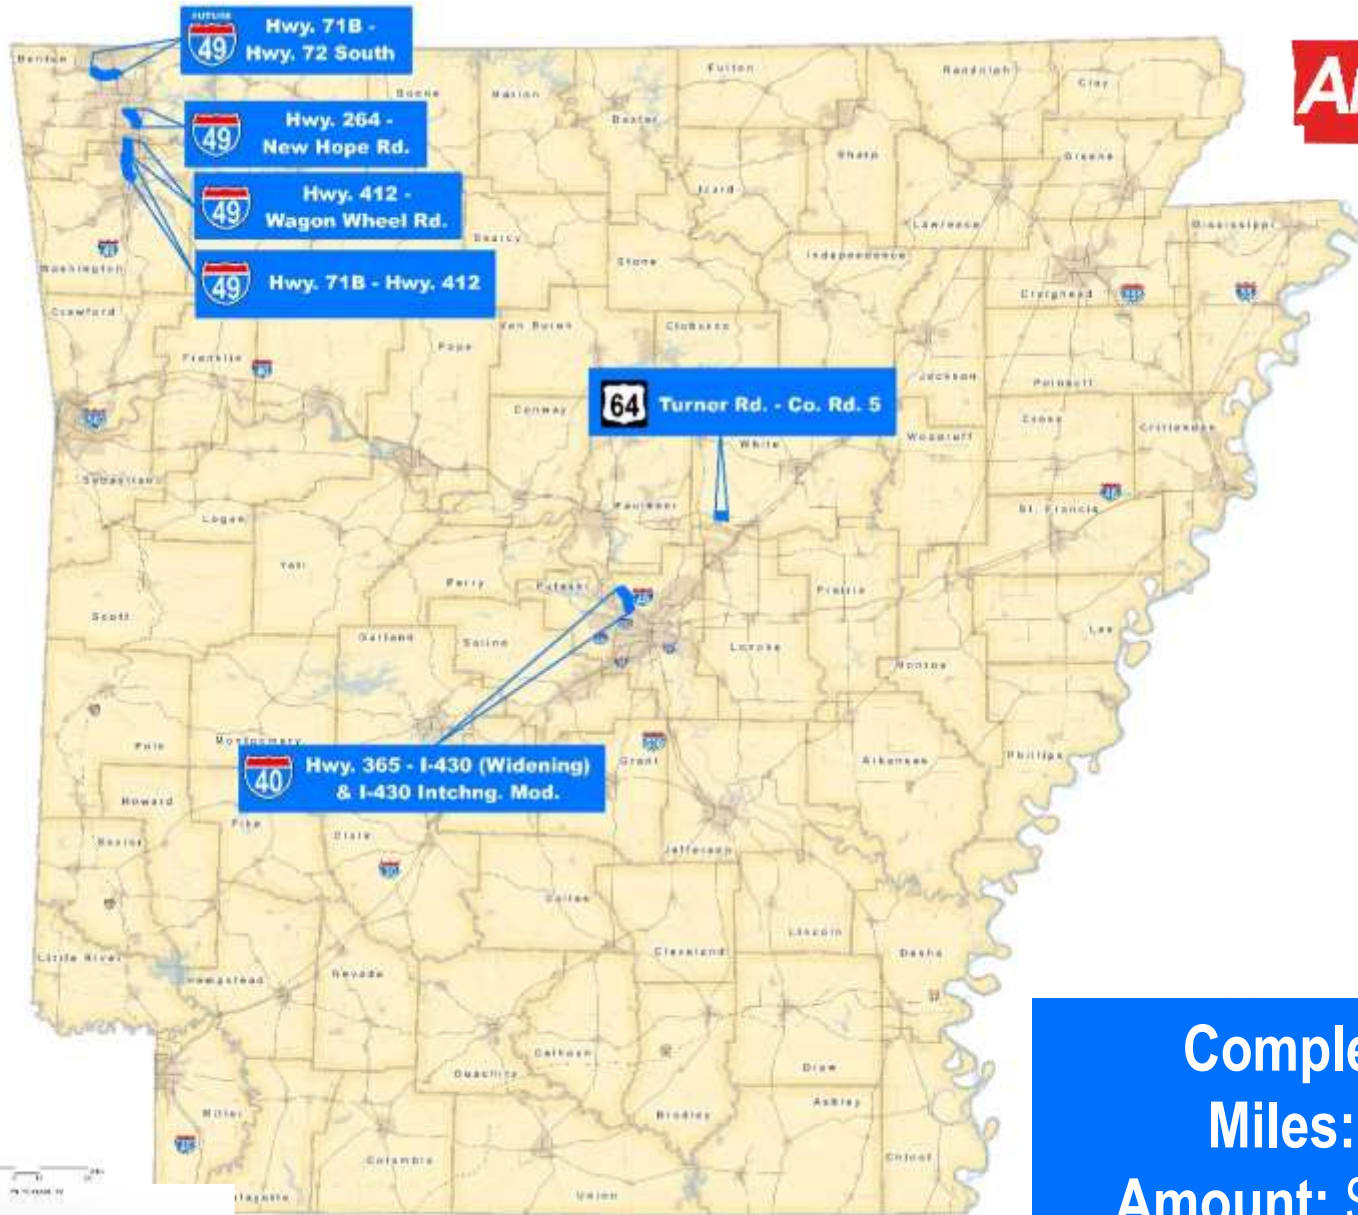 FUTURE
49
Hwy. 71B -
Hwy. 72 South
49
Hwy. 264 -
New Hope Rd.
49
Hwy. 412 -
Wagon Wheel Rd.
49
Hwy. 71B - Hwy. 412
64
Turner Rd. - Co. Rd. 5
40
Hwy. 365 - I-430 (Widening)
& I-430 Intchng. Mod.
Benton
Boone
Marion
Baxter
Fulton
Randolph
Clay
Sharp
Greene
Izard
Lawrence
Mississippi
Washington
Searcy
Stone
Independence
Craighead
Crawford
Franklin
Pope
Van Buren
Cleburne
Jackson
Poinsett
Conway
White
Woodruff
Cross
Crittenden
Sebastian
Logan
Faulkner
St. Francis
Yell
Perry
Pulaski
Prairie
Scott
Garland
Saline
Lonoke
Lee
Monroe
Polk
Montgomery
Grant
Arkansas
Phillips
Howard
Pike
Sevier
Jefferson
Dallas
Cleveland
Lincoln
Desha
Little River
Hempstead
Nevada
Calhoun
Ouachita
Drew
Miller
Bradley
Ashley
Chicot
Columbia
Union
Comple
Miles:
Amount: $